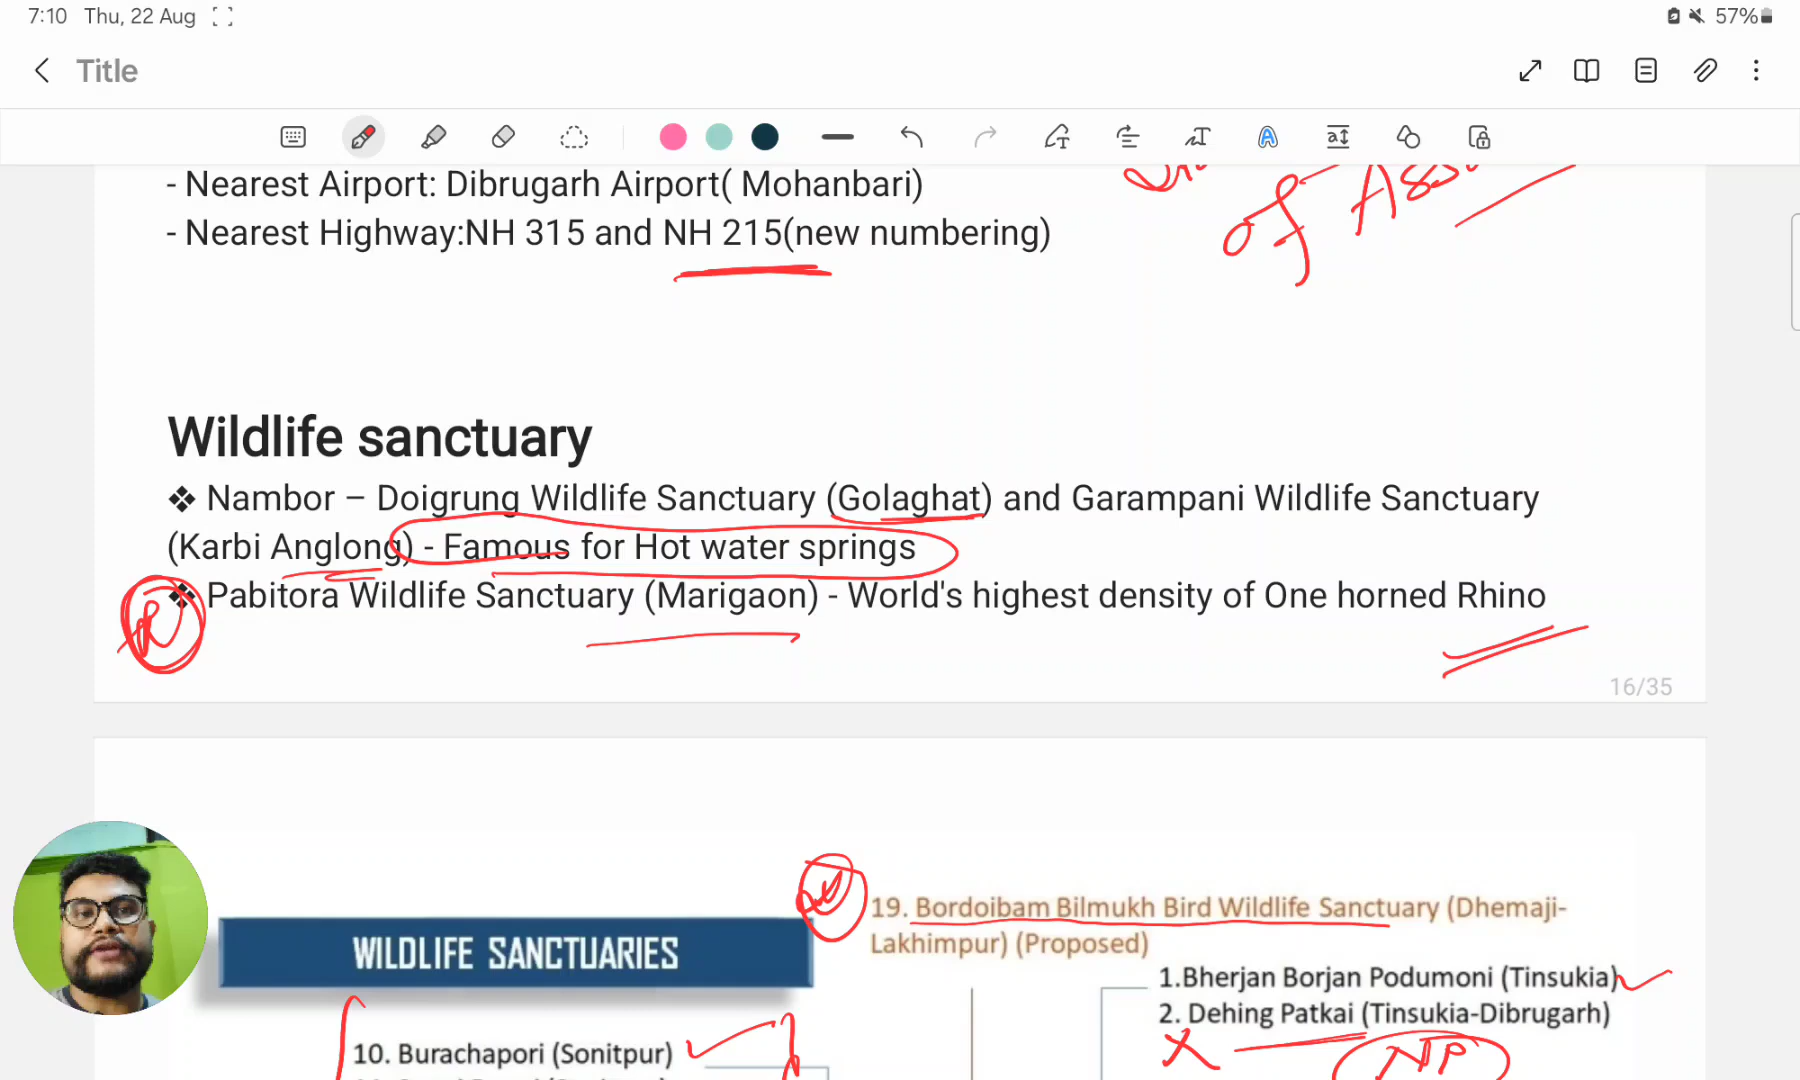 7:10 Thu, 22 Aug
57%
Title
- Nearest Airport: Dibrugarh Airport( Mohanbari)
- Nearest Highway:NH 315 and NH 215(new numbering)
of
Wildlife sanctuary
❖ Nambor – Doigrung Wildlife Sanctuary (Golaghat) and Garampani Wildlife Sanctuary
(Karbi Anglong) - Famous for Hot water springs
❖ Pabitora Wildlife Sanctuary (Marigaon) - World's highest density of One horned Rhino
16/35
19. Bordoibam Bilmukh Bird Wildlife Sanctuary (Dhemaji-
Lakhimpur) (Proposed)
WILDLIFE SANCTUARIES
1.Bherjan Borjan Podumoni (Tinsukia)
2. Dehing Patkai (Tinsukia-Dibrugarh)
NP
10. Burachapori (Sonitpur)